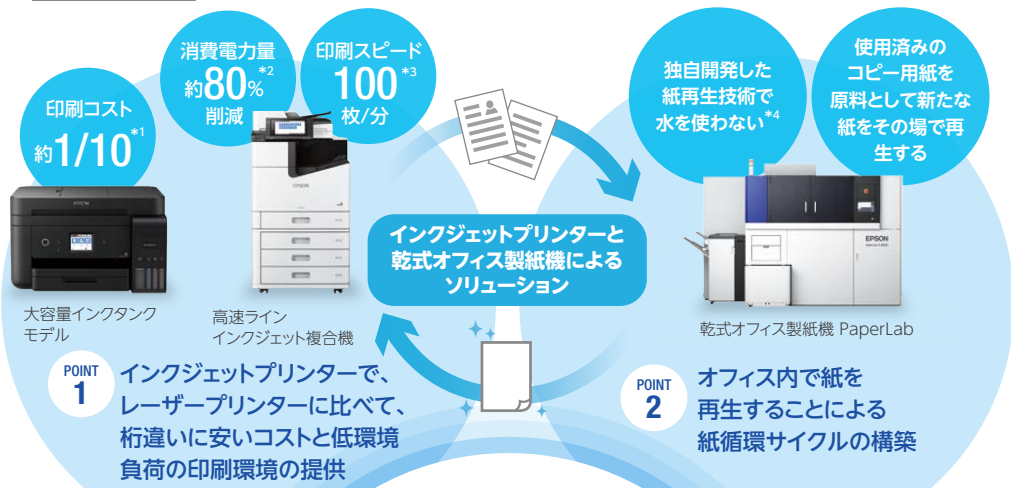 印刷コスト
約1/10*1
消費電力量
約80%*2
削減
印刷スピード
100*3
枚/分
EPSON
大容量インクタンク
モデル
EPSON
高速ライン
インクジェット複合機
インクジェットプリンターと
乾式オフィス製紙機による
ソリューション
独自開発した
紙再生技術で
水を使わない*4
使用済みの
コピー用紙を
原料として新たな
紙をその場で再
生する
EPSON
乾式オフィス製紙機 PaperLab
POINT
1
インクジェットプリンターで、
レーザープリンターに比べて、
桁違いに安いコストと低環境
負荷の印刷環境の提供
POINT
2
オフィス内で紙を
再生することによる
紙循環サイクルの構築